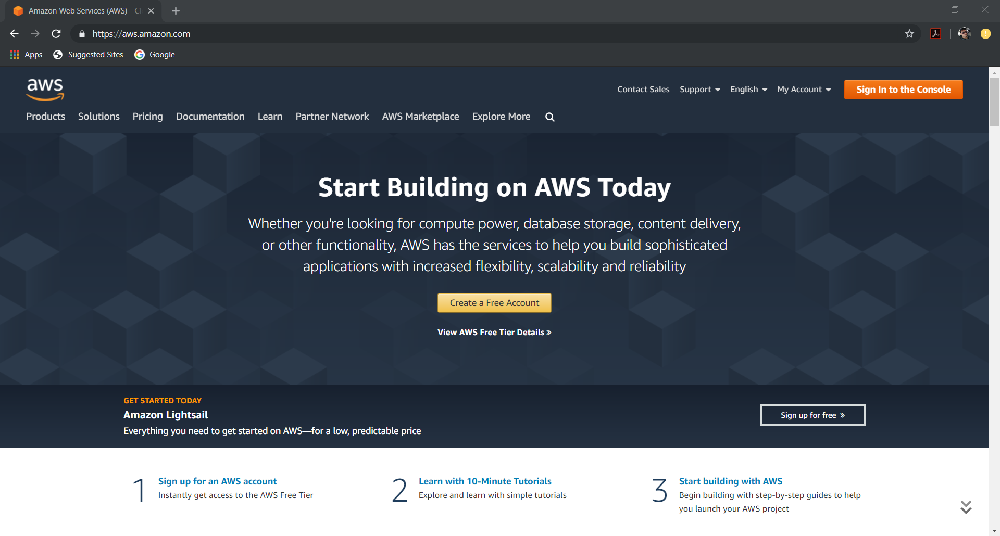 Amazon Web Services (AWS) - Cl
https://aws.amazon.com
Apps
Suggested Sites
Google
aws
Contact Sales
Support
English
My Account
Sign In to the Console
Products
Solutions
Pricing
Documentation
Learn
Partner Network
AWS Marketplace
Explore More
Start Building on AWS Today
Whether you're looking for compute power, database storage, content delivery,
or other functionality, AWS has the services to help you build sophisticated
applications with increased flexibility, scalability and reliability
Create a Free Account
View AWS Free Tier Details »
GET STARTED TODAY
Amazon Lightsail
Everything you need to get started on AWS—for a low, predictable price
Sign up for free »
1
Sign up for an AWS account
Instantly get access to the AWS Free Tier
2
Learn with 10-Minute Tutorials
Explore and learn with simple tutorials
3
Start building with AWS
Begin building with step-by-step guides to help
you launch your AWS project